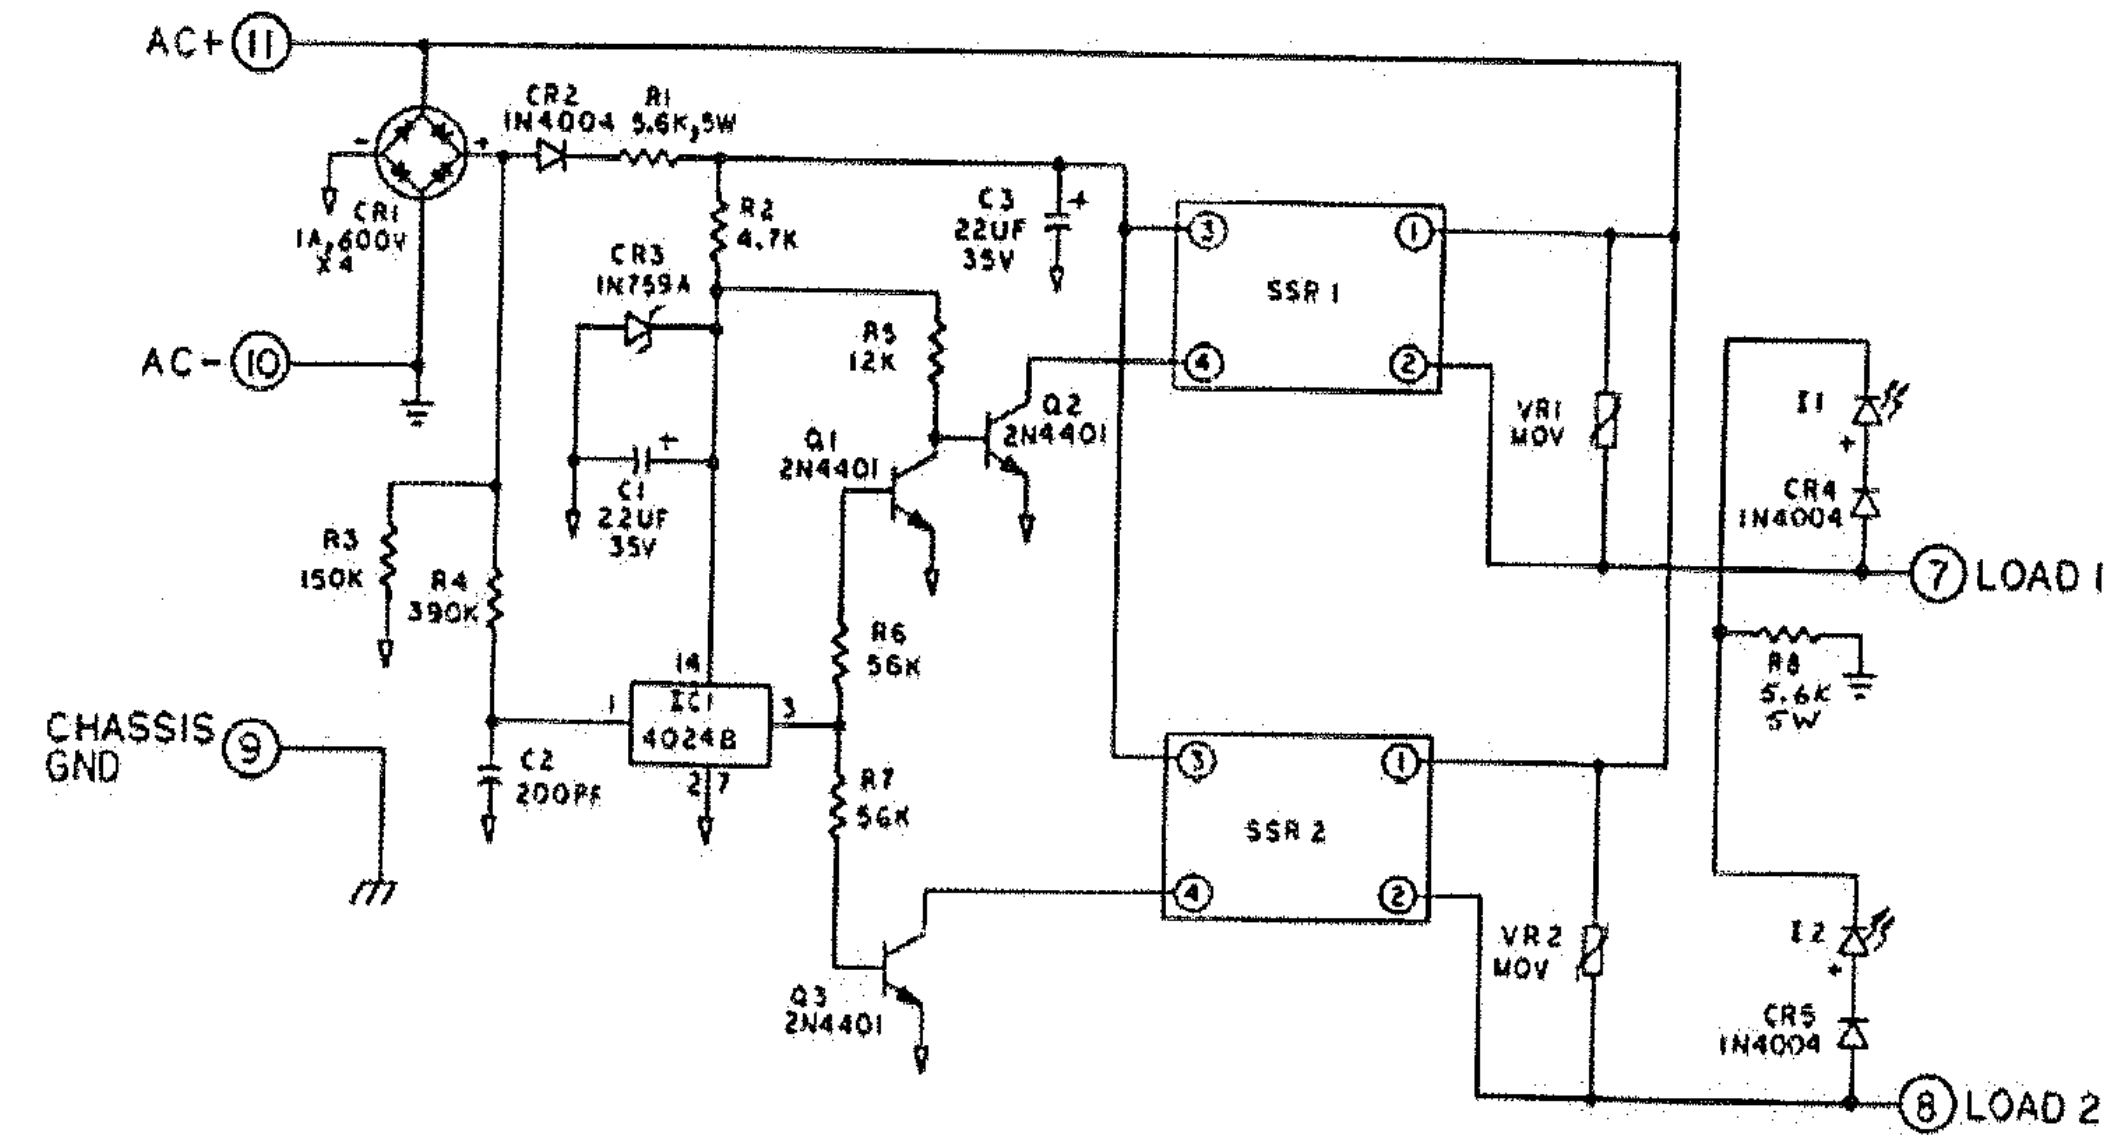 AC+ 11
CR2
1N4004
R1
5.6K,5W
-
+
CR1
1A,600V
X4
R2
4.7K
C3
+
22UF
35V
3
1
SSR 1
4
2
CR3
1N759A
AC- 10
R5
12K
Q2
2N4401
Q1
2N4401
VR1
MOV
I1
+
CR4
1N4004
+
C1
22UF
35V
R3
150K
R4
390K
7 LOAD 1
R6
56K
R8
5.6K
5W
14
1
IC1
3
4024B
2 7
CHASSIS
GND
9
C2
200PF
R7
56K
3
1
SSR 2
4
2
VR2
MOV
I2
+
Q3
2N4401
CR5
1N4004
8 LOAD 2